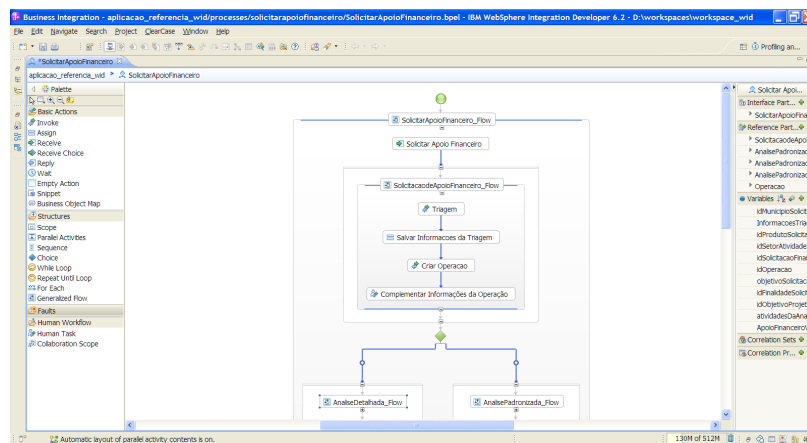 Business Integration - aplicacao_referencia_wid/processes/solicitarapoiofinanceiro/SolicitarApoioFinanceiro.bpel - IBM WebSphere Integration Developer 6.2 - D:\workspaces\workspace_wid
File Edit Navigate Search Project ClearCase Window Help
Profiling an...
*SolicitarApoioFinanceiro
aplicacao_referencia_wid SolicitarApoioFinanceiro
Palette
Basic Actions
Invoke
Assign
Receive
Receive Choice
Reply
Wait
Empty Action
Snippet
Business Object Map
Structures
Scope
Parallel Activities
Sequence
Choice
While Loop
Repeat Until Loop
For Each
Generalized Flow
Faults
Human Workflow
Human Task
Collaboration Scope
SolicitarApoioFinanceiro_Flow
Solicitar Apoio Financeiro
SolicitacaodeApoioFinanceiro_Flow
Triagem
Salvar Informacoes da Triagem
Criar Operacao
Complementar Informações da Operação
AnaliseDetalhada_Flow
AnalisePadronizada_Flow
Solicitar Apoi...
Interface Part...
SolicitarApoioFina
Reference Part...
SolicitacaodeApoi
AnalisePadronizac
AnalisePadronizac
AnalisePadronizac
Operacao
Variables
idMunicipioSolicit
InformacoesTria
idProdutoSolicita
idSetorAtividade
idSolicitacaoFinar
idOperacao
objetivoSolicitac
idFinalidadeSolici
idObjetivoProjet
atividadesDaAna
ApoioFinanceiroV
Correlation Sets
Correlation Pr...
Automatic layout of parallel activity contents is on.
130M of 512M